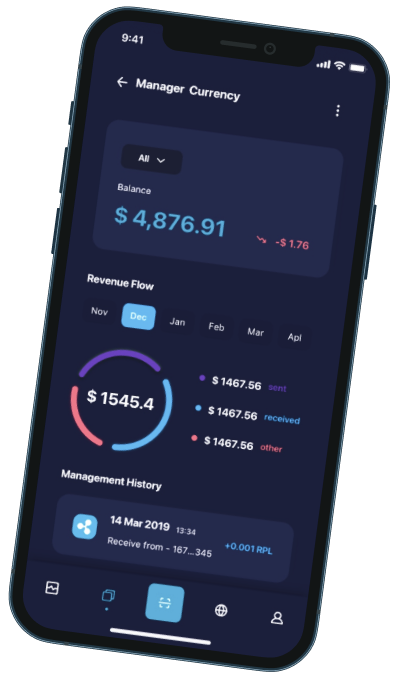 9:41
Manager Currency
All
Balance
$ 4,876.91
-$ 1.76
Revenue Flow
Nov Dec Jan Feb Mar Apl
$ 1545.4
$ 1467.56 sent
$ 1467.56 received
$ 1467.56 other
Management History
14 Mar 2019 13:34
+0.001 RPL
Receive from - 167...345